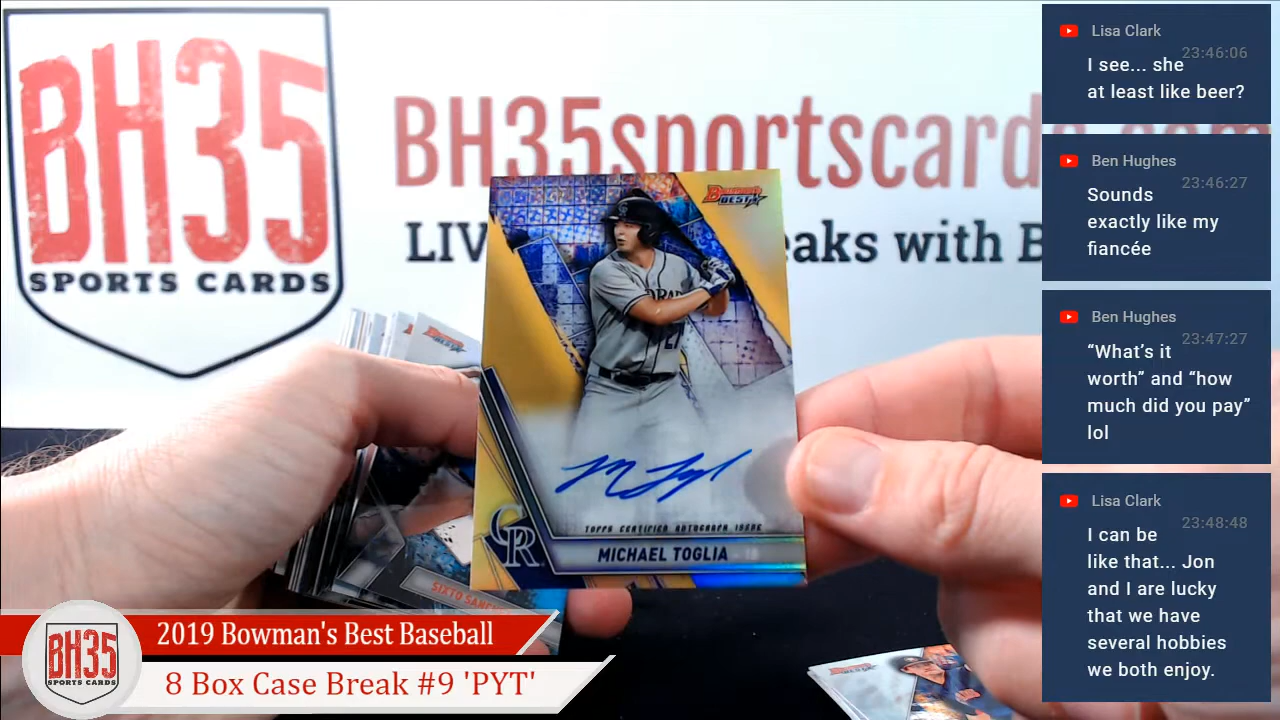 BH35
SPORTS CARDS
BH35sportscards.com
LIV
eaks with B
BOWMAN'S
BEST
CR
TOPPS CERTIFIED AUTOGRAPH ISSUE
MICHAEL TOGLIA
SIXTO SANCHEZ
BH35
SPORTS CARDS
2019 Bowman's Best Baseball
8 Box Case Break #9 'PYT'
Lisa Clark
23:46:06
I see... she
at least like beer?
Ben Hughes
23:46:27
Sounds
exactly like my
fiancée
Ben Hughes
23:47:27
“What’s it
worth” and “how
much did you pay”
lol
Lisa Clark
23:48:48
I can be
like that... Jon
and I are lucky
that we have
several hobbies
we both enjoy.